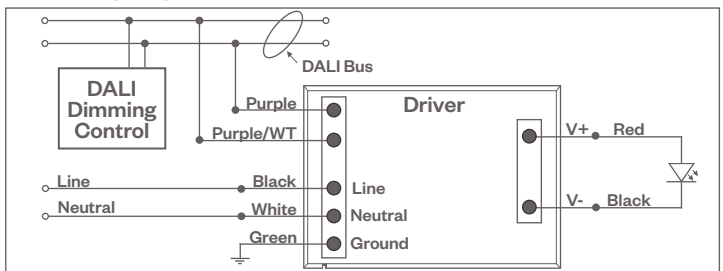 DALI Bus
DALI
Dimming
Control
Driver
Purple
Purple/WT
V+ Red
Line Black Line
V- Black
Neutral White Neutral
Green Ground